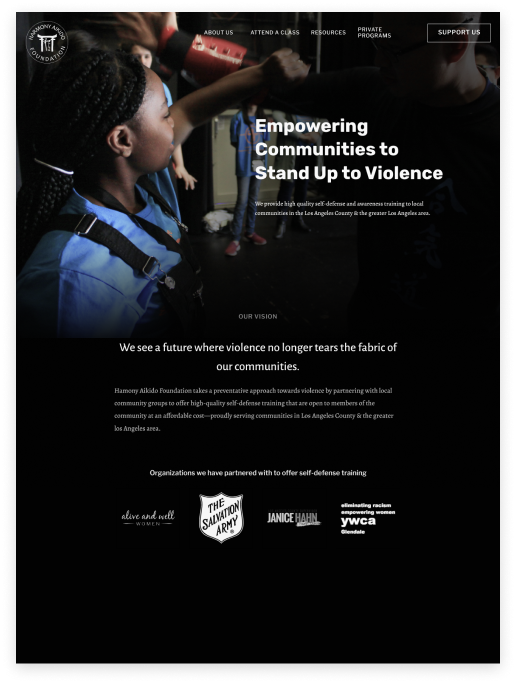 HARMONY AIKIDO
FOUNDATION
ABOUT US
ATTEND A CLASS
RESOURCES
PRIVATE
PROGRAMS
SUPPORT US
Empowering
Communities to
Stand Up to Violence
We provide high quality self-defense and awareness training to local
communities in the Los Angeles County & the greater Los Angeles area.
OUR VISION
We see a future where violence no longer tears the fabric of
our communities.
Hamony Aikido Foundation takes a preventative approach towards violence by partnering with local
community groups to offer high-quality self-defense training that are open to members of the
community at an affordable cost—proudly serving communities in Los Angeles County & the greater
los Angeles area.
Organizations we have partnered with to offer self-defense training
alive and well
WOMEN
THE
SALVATION
ARMY
JANICE HAHN
eliminating racism
empowering women
ywca
Glendale